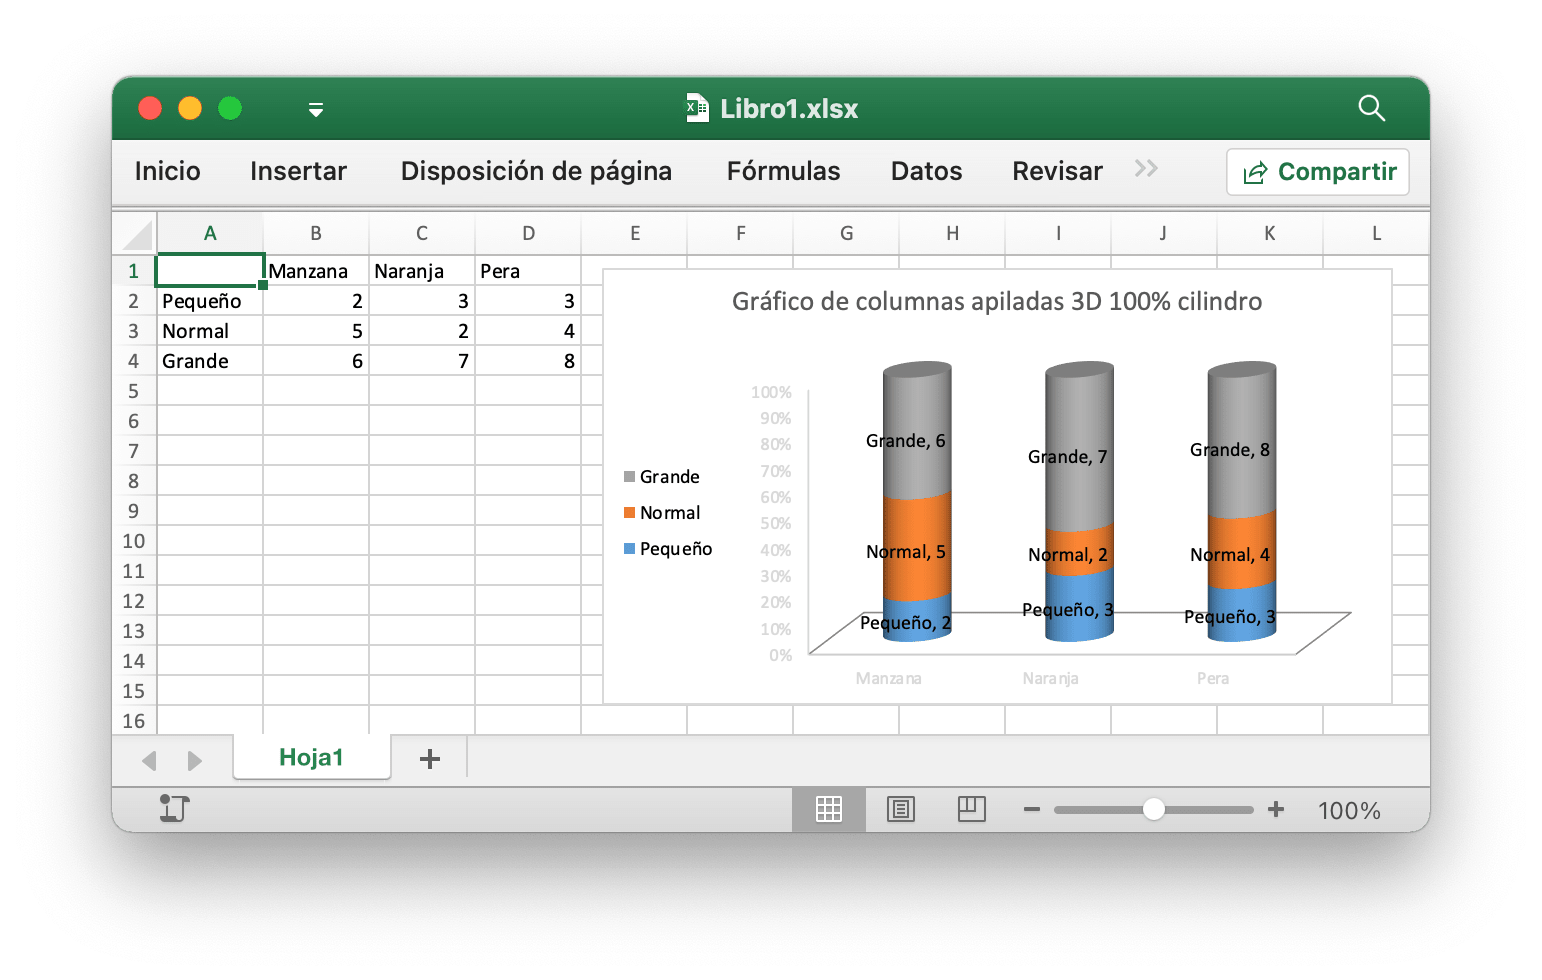 Libro1.xlsx
Inicio Insertar Disposición de página Fórmulas Datos Revisar Compartir
A B C D E F G H I J K L
1 Manzana Naranja Pera
2 Pequeño 2 3 3
3 Normal 5 2 4
4 Grande 6 7 8
5
6
7
8
9
10
11
12
13
14
15
16
Gráfico de columnas apiladas 3D 100% cilindro
Grande
Normal
Pequeño
100%
90%
80%
70%
60%
50%
40%
30%
20%
10%
0%
Grande, 6
Normal, 5
Pequeño, 2
Grande, 7
Normal, 2
Pequeño, 3
Grande, 8
Normal, 4
Pequeño, 3
Manzana Naranja Pera
Hoja1
100%